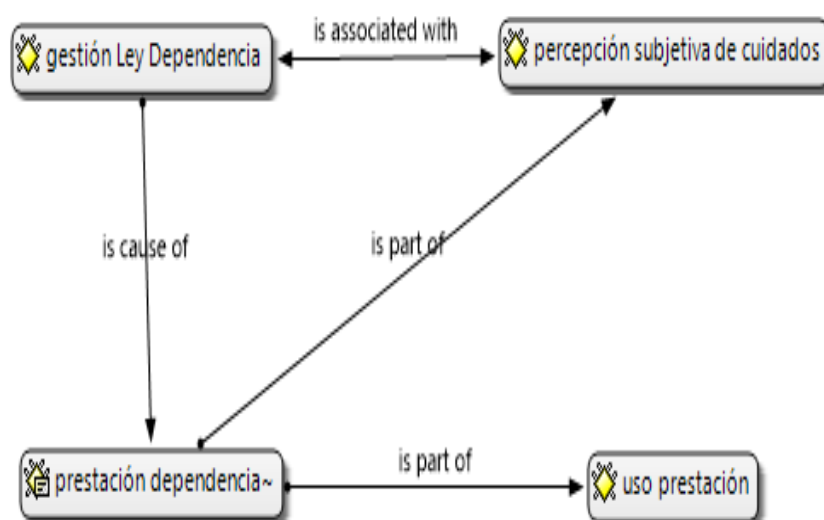 is associated with
gestión Ley Dependencia
percepción subjetiva de cuidados
is cause of
is part of
is part of
prestación dependencia~
uso prestación